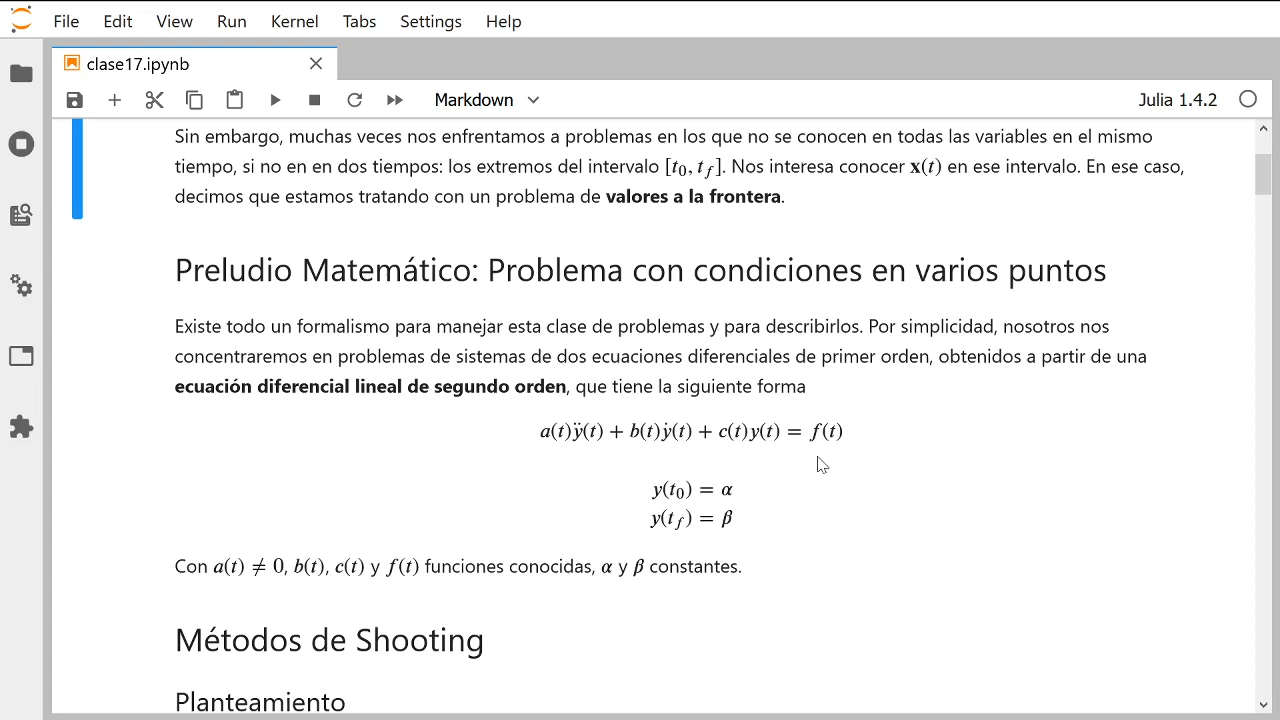 File Edit View Run Kernel Tabs Settings Help
clase17.ipynb
Markdown
Julia 1.4.2
Sin embargo, muchas veces nos enfrentamos a problemas en los que no se conocen en todas las variables en el mismo
tiempo, si no en en dos tiempos: los extremos del intervalo [t₀, t_f]. Nos interesa conocer x(t) en ese intervalo. En ese caso,
decimos que estamos tratando con un problema de valores a la frontera.
Preludio Matemático: Problema con condiciones en varios puntos
Existe todo un formalismo para manejar esta clase de problemas y para describirlos. Por simplicidad, nosotros nos
concentraremos en problemas de sistemas de dos ecuaciones diferenciales de primer orden, obtenidos a partir de una
ecuación diferencial lineal de segundo orden, que tiene la siguiente forma
a(t)ÿ(t) + b(t)ẏ(t) + c(t)y(t) = f(t)
y(t₀) = α
y(t_f) = β
Con a(t) ≠ 0, b(t), c(t) y f(t) funciones conocidas, α y β constantes.
Métodos de Shooting
Planteamiento